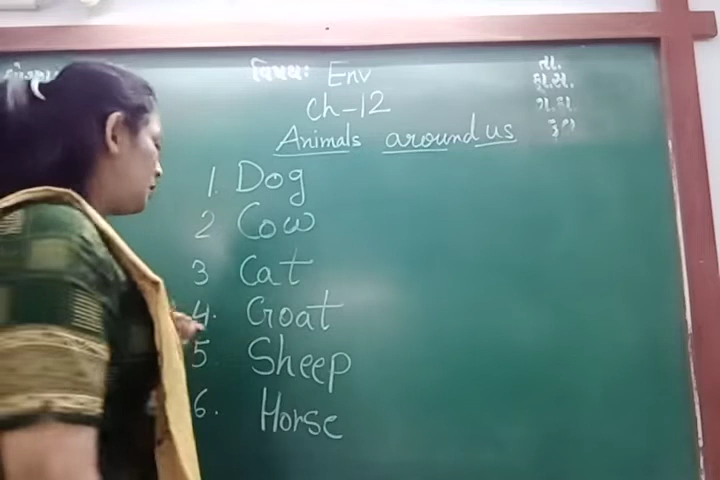 વિષય: Env
Ch-12
Animals around us
તા.
કૂ.સં.
ગ.કા.
1. Dog
2 Cow
3 Cat
4. Goat
5 Sheep
6. Horse